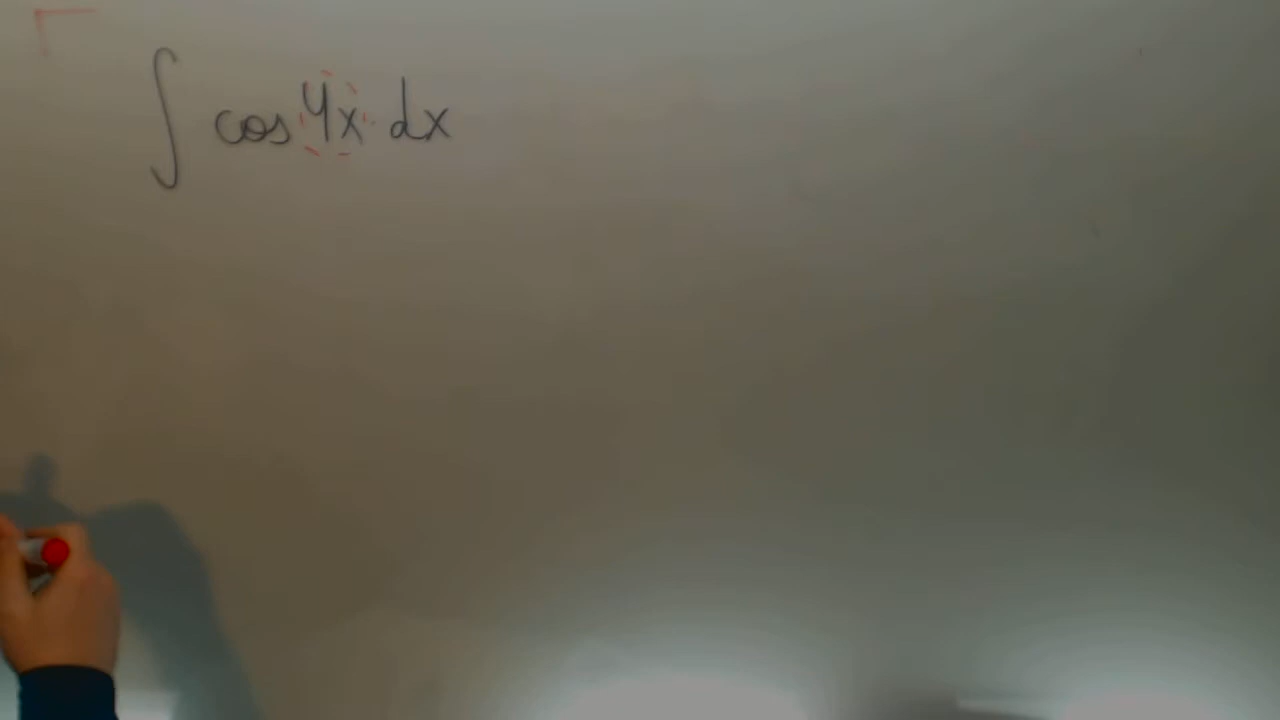 ∫ cos 4x dx